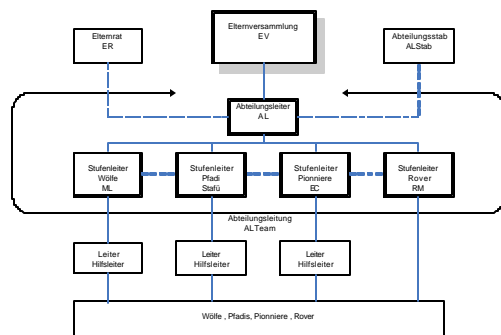 Elternrat
ER
Elternversammlung
EV
Abteilungsstab
ALStab
Abteilungsleiter
AL
Stufenleiter
Wölfe
ML
Stufenleiter
Pfadi
Stafü
Stufenleiter
Pioniere
EC
Stufenleiter
Rover
RM
Abteilungsleitung
ALTeam
Leiter
Hilfsleiter
Leiter
Hilfsleiter
Leiter
Hilfsleiter
Wölfe , Pfadis, Pionniere , Rover